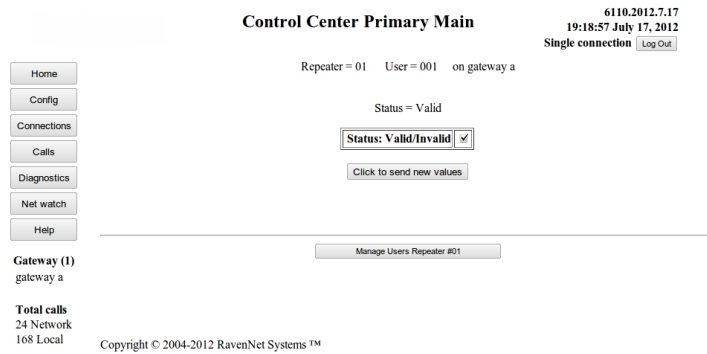 Control Center Primary Main
6110.2012.7.17
19:18:57 July 17, 2012
Single connection Log Out
Repeater = 01 User = 001 on gateway a
Status = Valid
Status: Valid/Invalid
Click to send new values
Manage Users Repeater #01
Home
Config
Connections
Calls
Diagnostics
Net watch
Help
Gateway (1)
gateway a
Total calls
24 Network
168 Local
Copyright © 2004-2012 RavenNet Systems ™